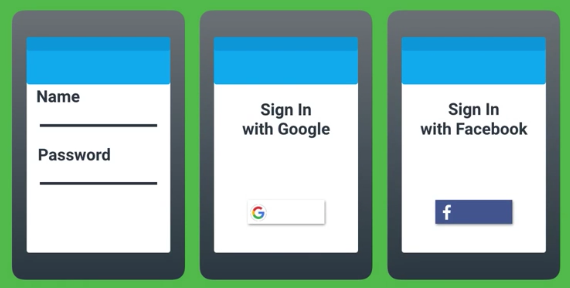 Name
Password
Sign In
with Google
G
Sign In
with Facebook
f